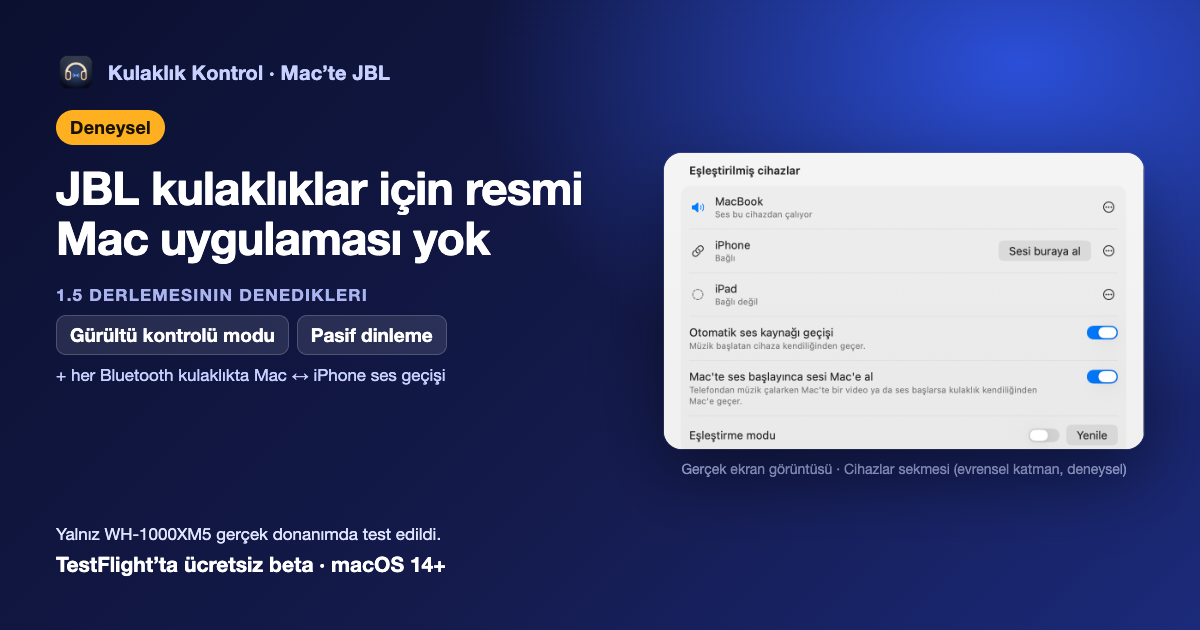 Kulaklık Kontrol · Mac’te JBL
Deneysel
JBL kulaklıklar için resmi
Mac uygulaması yok
1.5 DERLEMESININ DENEDIKLERI
Gürültü kontrolü modu
Pasif dinleme
+ her Bluetooth kulaklıkta Mac ↔ iPhone ses geçişi
Yalnız WH-1000XM5 gerçek donanımda test edildi.
TestFlight’ta ücretsiz beta · macOS 14+
Eşleştirilmiş cihazlar
MacBook
Ses bu cihazdan çalıyor
iPhone
Bağlı
Sesi buraya al
iPad
Bağlı değil
Otomatik ses kaynağı geçişi
Müzik başlatan cihaza kendiliğinden geçer.
Mac'te ses başlayınca sesi Mac'e al
Telefondan müzik çalarken Mac'te bir video ya da ses başlarsa kulaklık kendiliğinden
Mac'e geçer.
Eşleştirme modu
Yenile
Gerçek ekran görüntüsü · Cihazlar sekmesi (evrensel katman, deneysel)